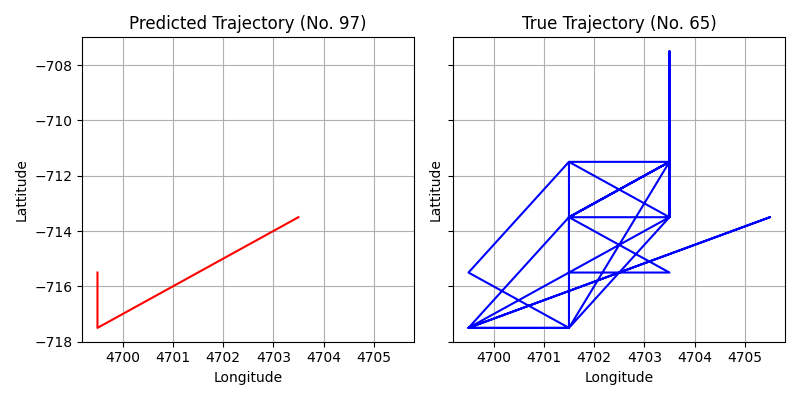 Predicted Trajectory (No. 97)
Lattitude
−708
−710
−712
−714
−716
−718
4700 4701 4702 4703 4704 4705
Longitude
True Trajectory (No. 65)
Lattitude
4700 4701 4702 4703 4704 4705
Longitude